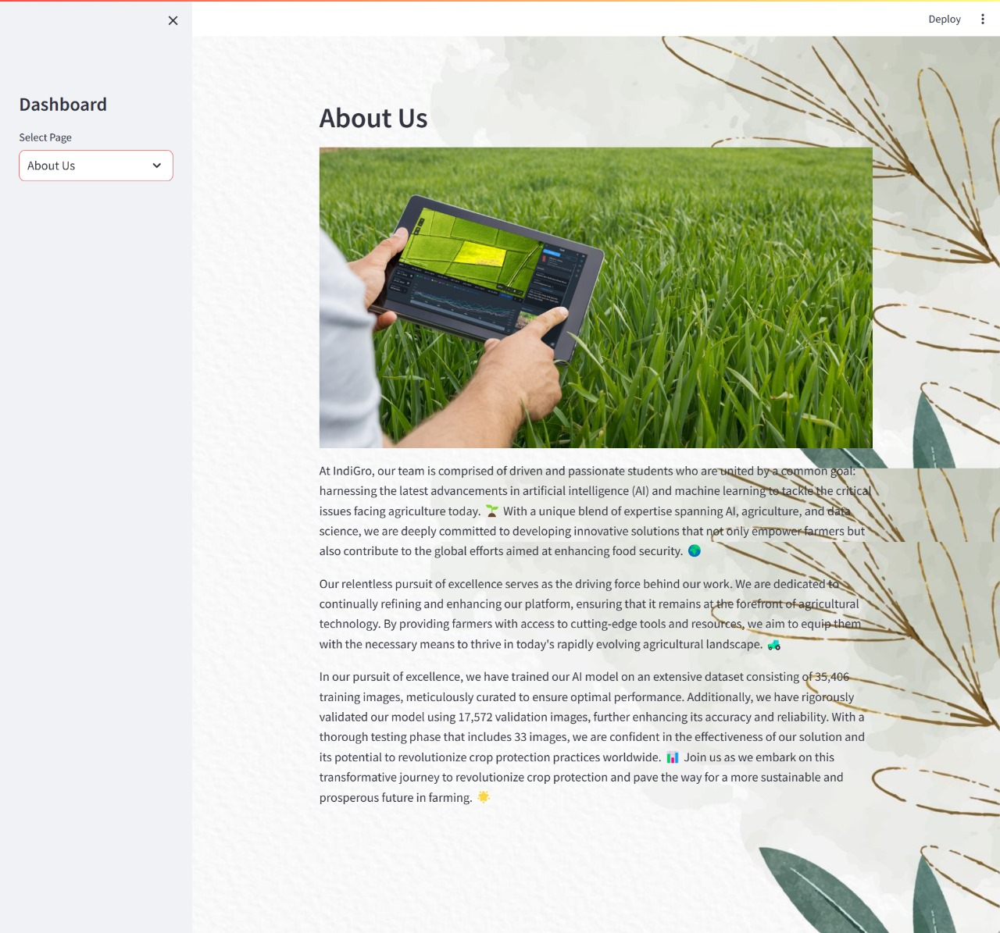 Deploy
Dashboard
Select Page
About Us
About Us
At IndiGro, our team is comprised of driven and passionate students who are united by a common goal:
harnessing the latest advancements in artificial intelligence (AI) and machine learning to tackle the critical
issues facing agriculture today. 🌱 With a unique blend of expertise spanning AI, agriculture, and data
science, we are deeply committed to developing innovative solutions that not only empower farmers but
also contribute to the global efforts aimed at enhancing food security. 🌍
Our relentless pursuit of excellence serves as the driving force behind our work. We are dedicated to
continually refining and enhancing our platform, ensuring that it remains at the forefront of agricultural
technology. By providing farmers with access to cutting-edge tools and resources, we aim to equip them
with the necessary means to thrive in today's rapidly evolving agricultural landscape. 🚜
In our pursuit of excellence, we have trained our AI model on an extensive dataset consisting of 35,406
training images, meticulously curated to ensure optimal performance. Additionally, we have rigorously
validated our model using 17,572 validation images, further enhancing its accuracy and reliability. With a
thorough testing phase that includes 33 images, we are confident in the effectiveness of our solution and
its potential to revolutionize crop protection practices worldwide. 📊 Join us as we embark on this
transformative journey to revolutionize crop protection and pave the way for a more sustainable and
prosperous future in farming. 🌟